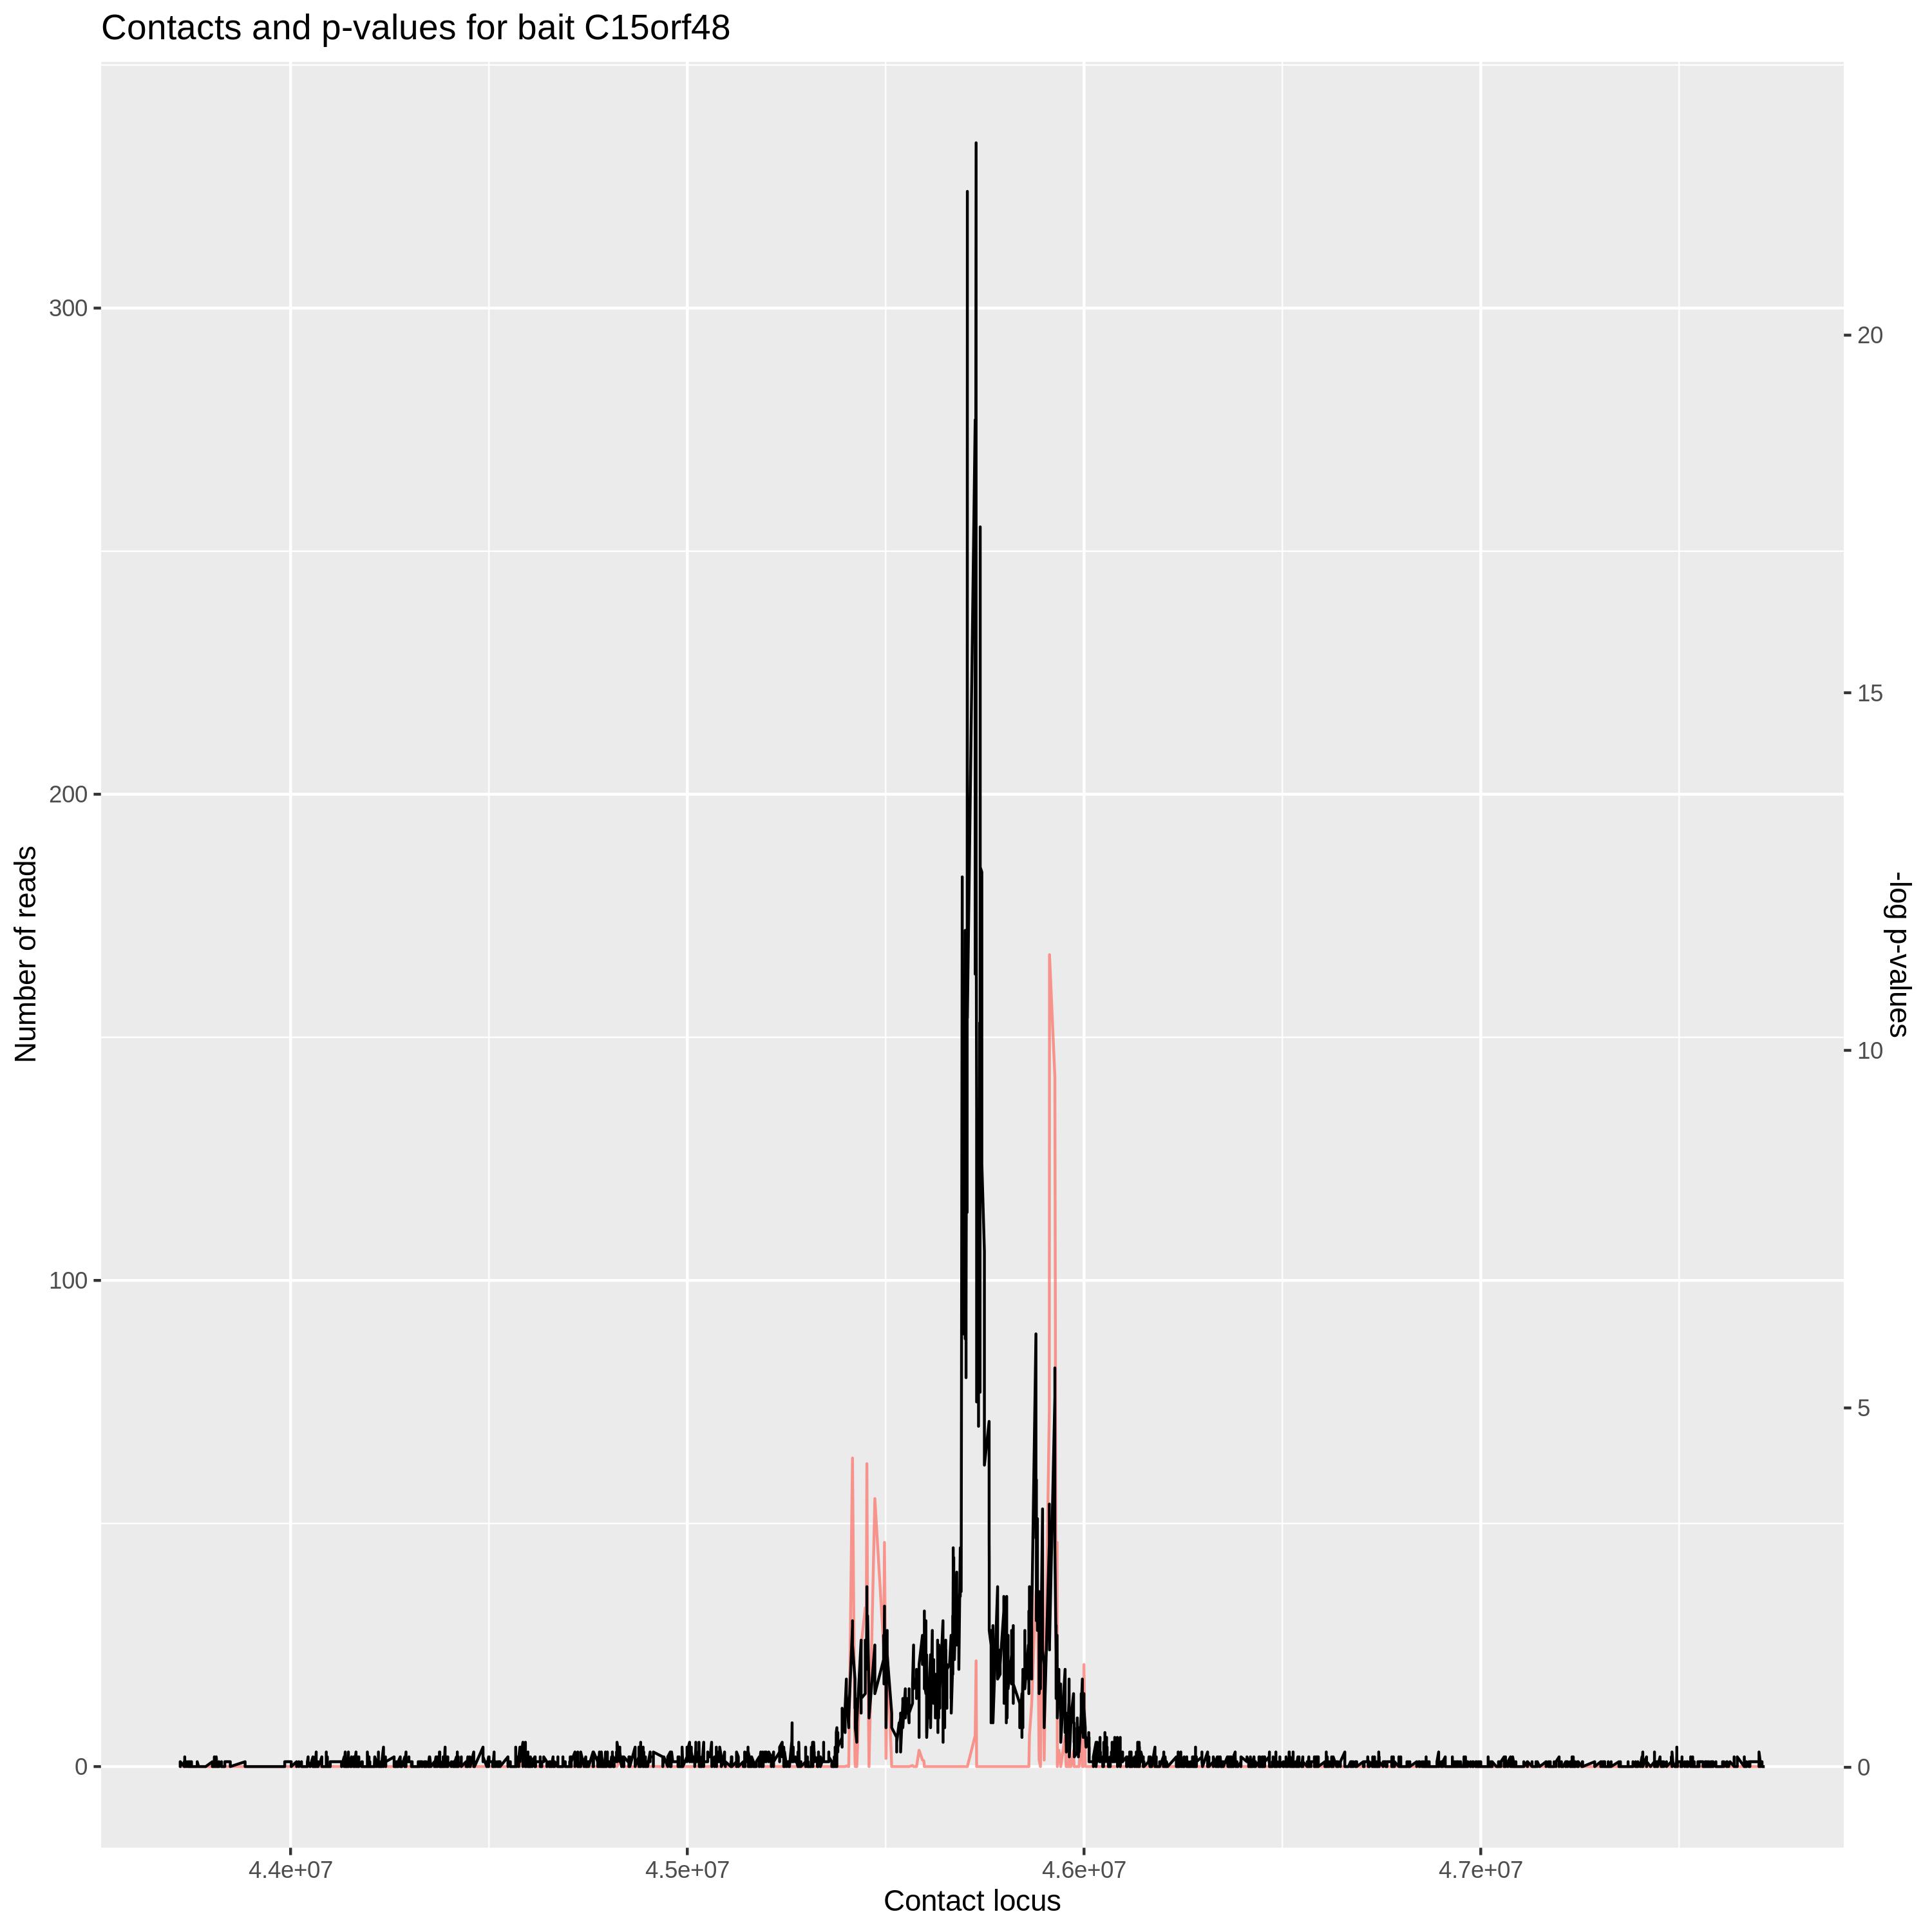 Contacts and p-values for bait C15orf48
300
200
100
0
Number of reads
20
15
10
5
0
-log p-values
4.4e+07
4.5e+07
4.6e+07
4.7e+07
Contact locus